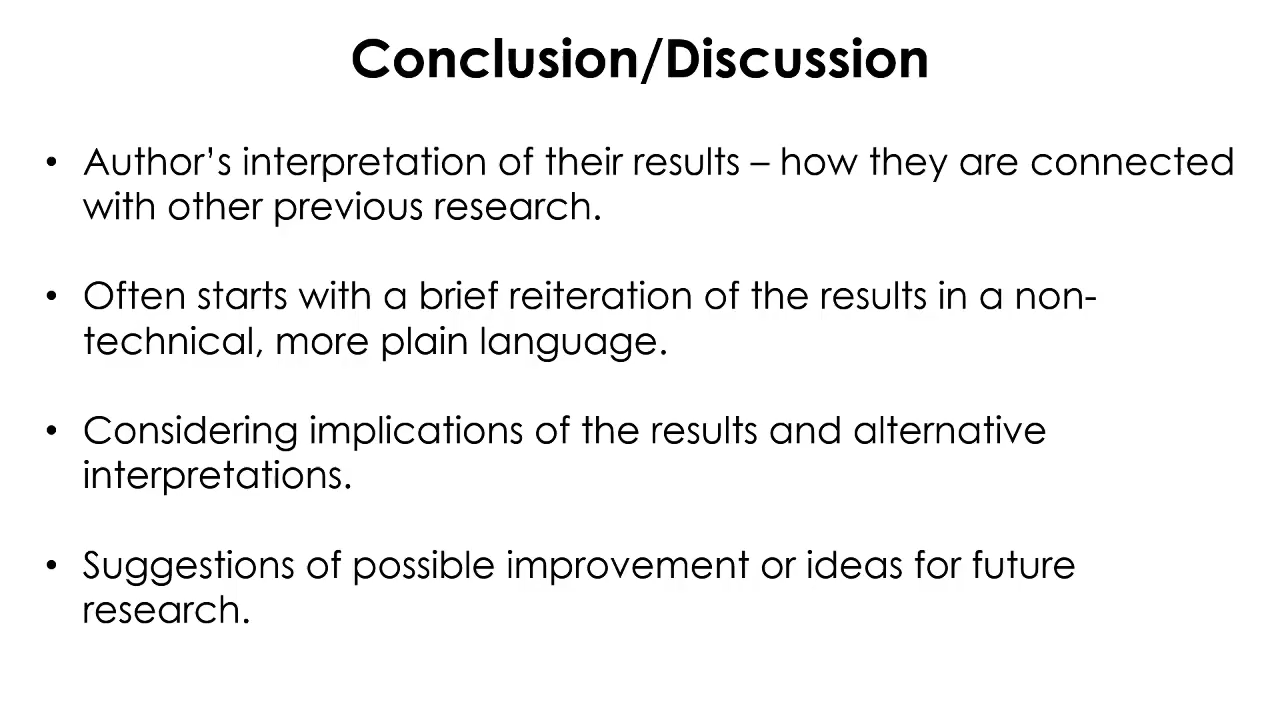 Conclusion/Discussion
• Author’s interpretation of their results – how they are connected
with other previous research.
• Often starts with a brief reiteration of the results in a non-
technical, more plain language.
• Considering implications of the results and alternative
interpretations.
• Suggestions of possible improvement or ideas for future
research.